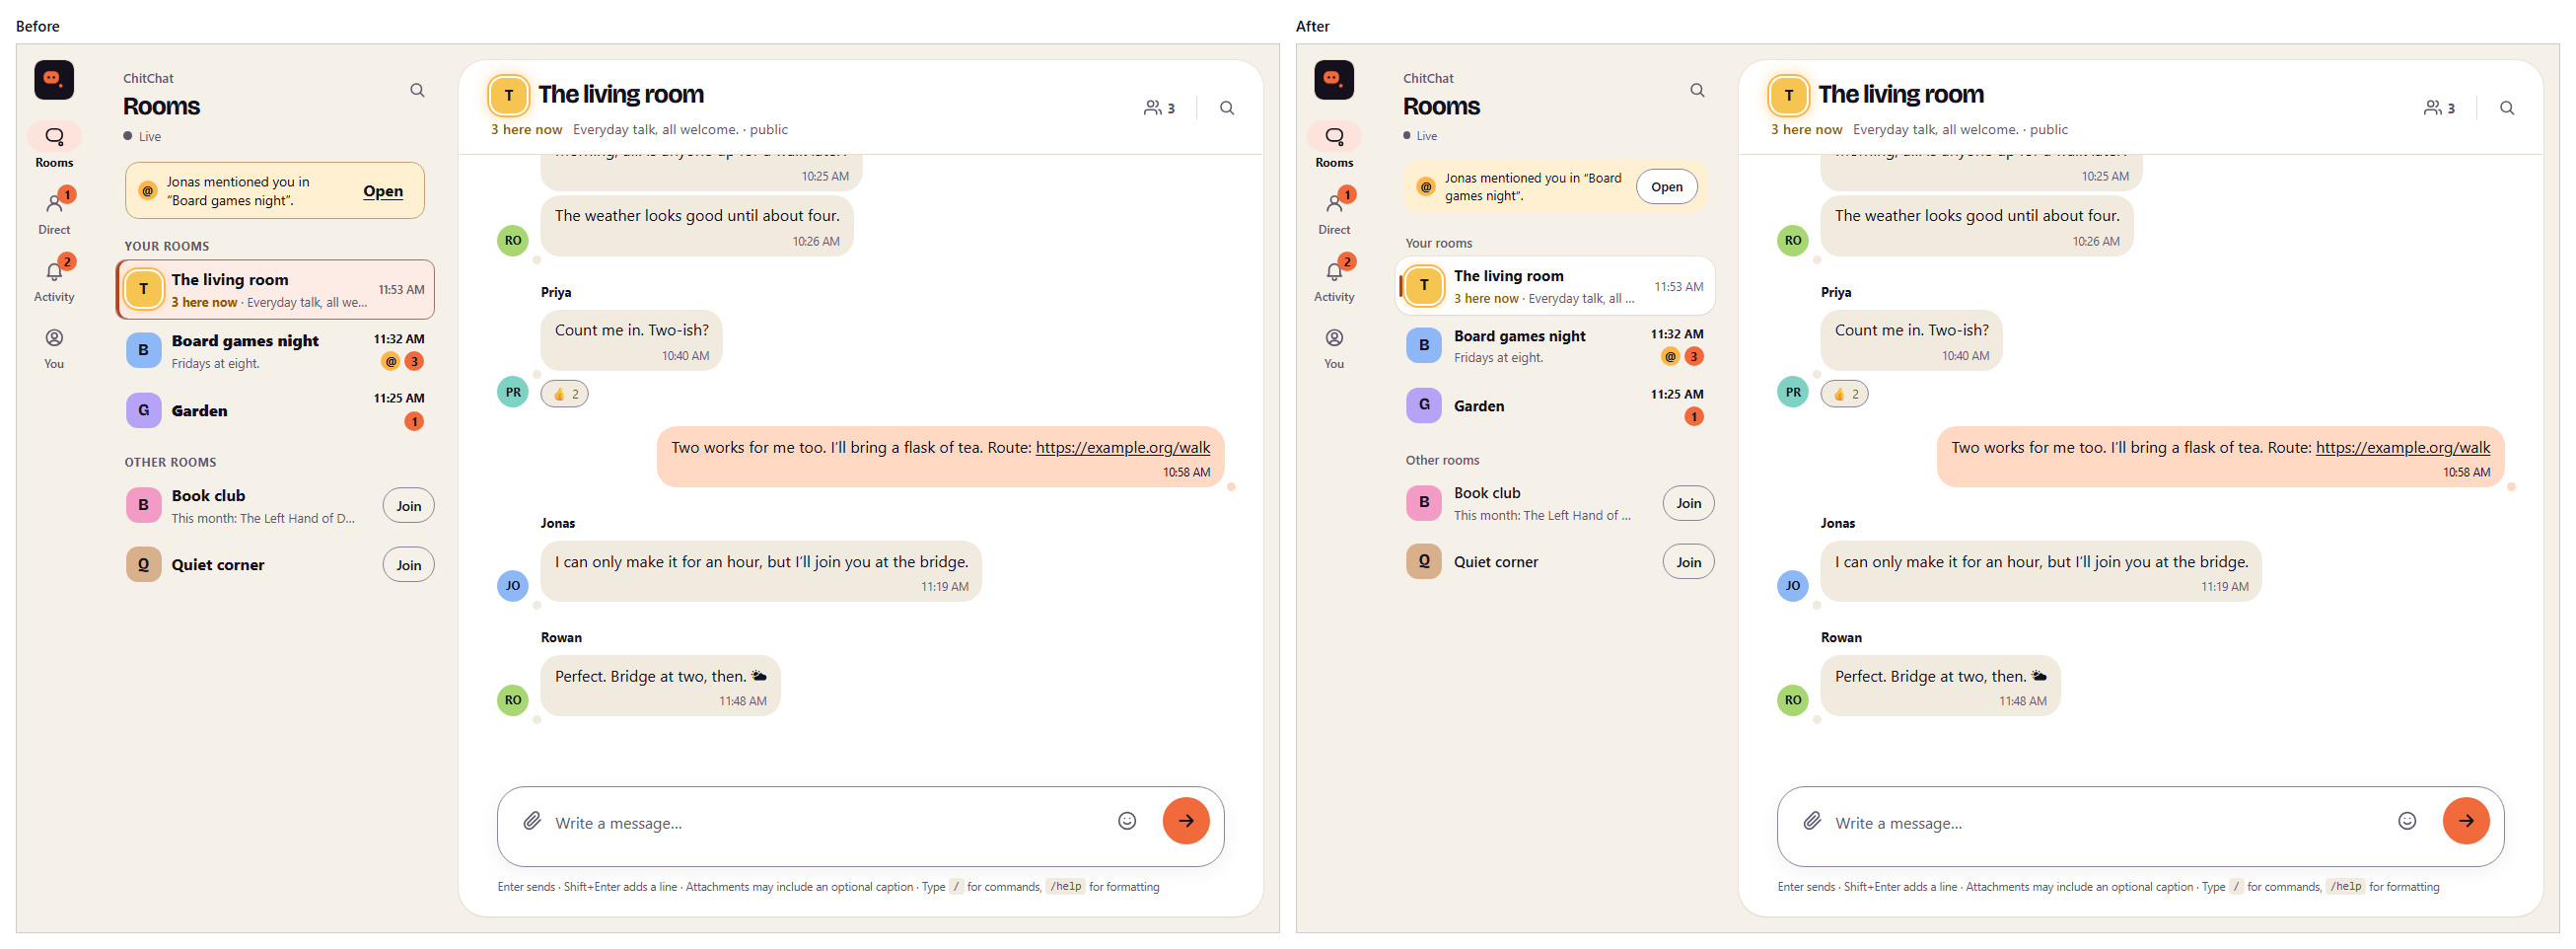 Before
ChitChat
Rooms
Live
Rooms
1
Direct
2
Activity
You
@ Jonas mentioned you in
“Board games night”.
Open
YOUR ROOMS
T
The living room
3 here now · Everyday talk, all we...
11:53 AM
B
Board games night
Fridays at eight.
11:32 AM
@ 3
G
Garden
11:25 AM
1
OTHER ROOMS
B
Book club
This month: The Left Hand of D...
Join
Q
Quiet corner
Join
T
The living room
3 here now Everyday talk, all welcome. · public
3
morning, all. Is anyone up for a walk later?
10:25 AM
The weather looks good until about four.
10:26 AM
RO
Priya
Count me in. Two-ish?
10:40 AM
PR
👍 2
Two works for me too. I’ll bring a flask of tea. Route: https://example.org/walk
10:58 AM
Jonas
I can only make it for an hour, but I’ll join you at the bridge.
11:19 AM
JO
Rowan
Perfect. Bridge at two, then. 🌥
11:48 AM
RO
Write a message...
Enter sends · Shift+Enter adds a line · Attachments may include an optional caption · Type / for commands, /help for formatting
After
ChitChat
Rooms
Live
Rooms
1
Direct
2
Activity
You
@ Jonas mentioned you in “Board
games night”.
Open
Your rooms
T
The living room
3 here now · Everyday talk, all ...
11:53 AM
B
Board games night
Fridays at eight.
11:32 AM
@ 3
G
Garden
11:25 AM
1
Other rooms
B
Book club
This month: The Left Hand of ...
Join
Q
Quiet corner
Join
T
The living room
3 here now Everyday talk, all welcome. · public
3
morning, all. Is anyone up for a walk later?
10:25 AM
The weather looks good until about four.
10:26 AM
RO
Priya
Count me in. Two-ish?
10:40 AM
PR
👍 2
Two works for me too. I’ll bring a flask of tea. Route: https://example.org/walk
10:58 AM
Jonas
I can only make it for an hour, but I’ll join you at the bridge.
11:19 AM
JO
Rowan
Perfect. Bridge at two, then. 🌥
11:48 AM
RO
Write a message...
Enter sends · Shift+Enter adds a line · Attachments may include an optional caption · Type / for commands, /help for formatting